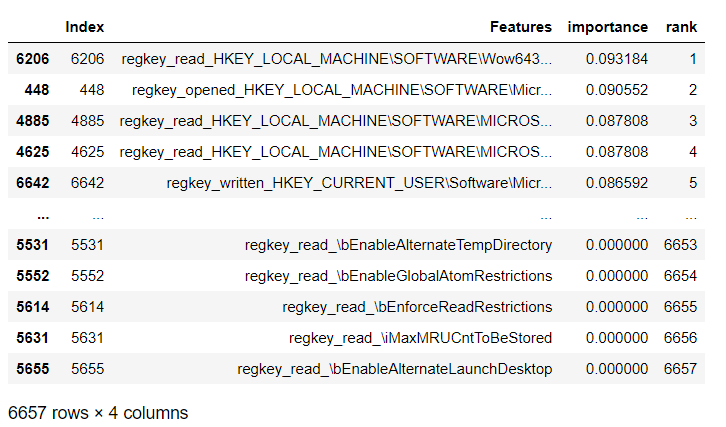 Index Features importance rank
6206 6206 regkey_read_HKEY_LOCAL_MACHINE\SOFTWARE\Wow643... 0.093184 1
448 448 regkey_opened_HKEY_LOCAL_MACHINE\SOFTWARE\Micr... 0.090552 2
4885 4885 regkey_read_HKEY_LOCAL_MACHINE\SOFTWARE\MICROS... 0.087808 3
4625 4625 regkey_read_HKEY_LOCAL_MACHINE\SOFTWARE\MICROS... 0.087808 4
6642 6642 regkey_written_HKEY_CURRENT_USER\Software\Micr... 0.086592 5
... ... ... ... ...
5531 5531 regkey_read_\bEnableAlternateTempDirectory 0.000000 6653
5552 5552 regkey_read_\bEnableGlobalAtomRestrictions 0.000000 6654
5614 5614 regkey_read_\bEnforceReadRestrictions 0.000000 6655
5631 5631 regkey_read_\iMaxMRUCntToBeStored 0.000000 6656
5655 5655 regkey_read_\bEnableAlternateLaunchDesktop 0.000000 6657
6657 rows × 4 columns